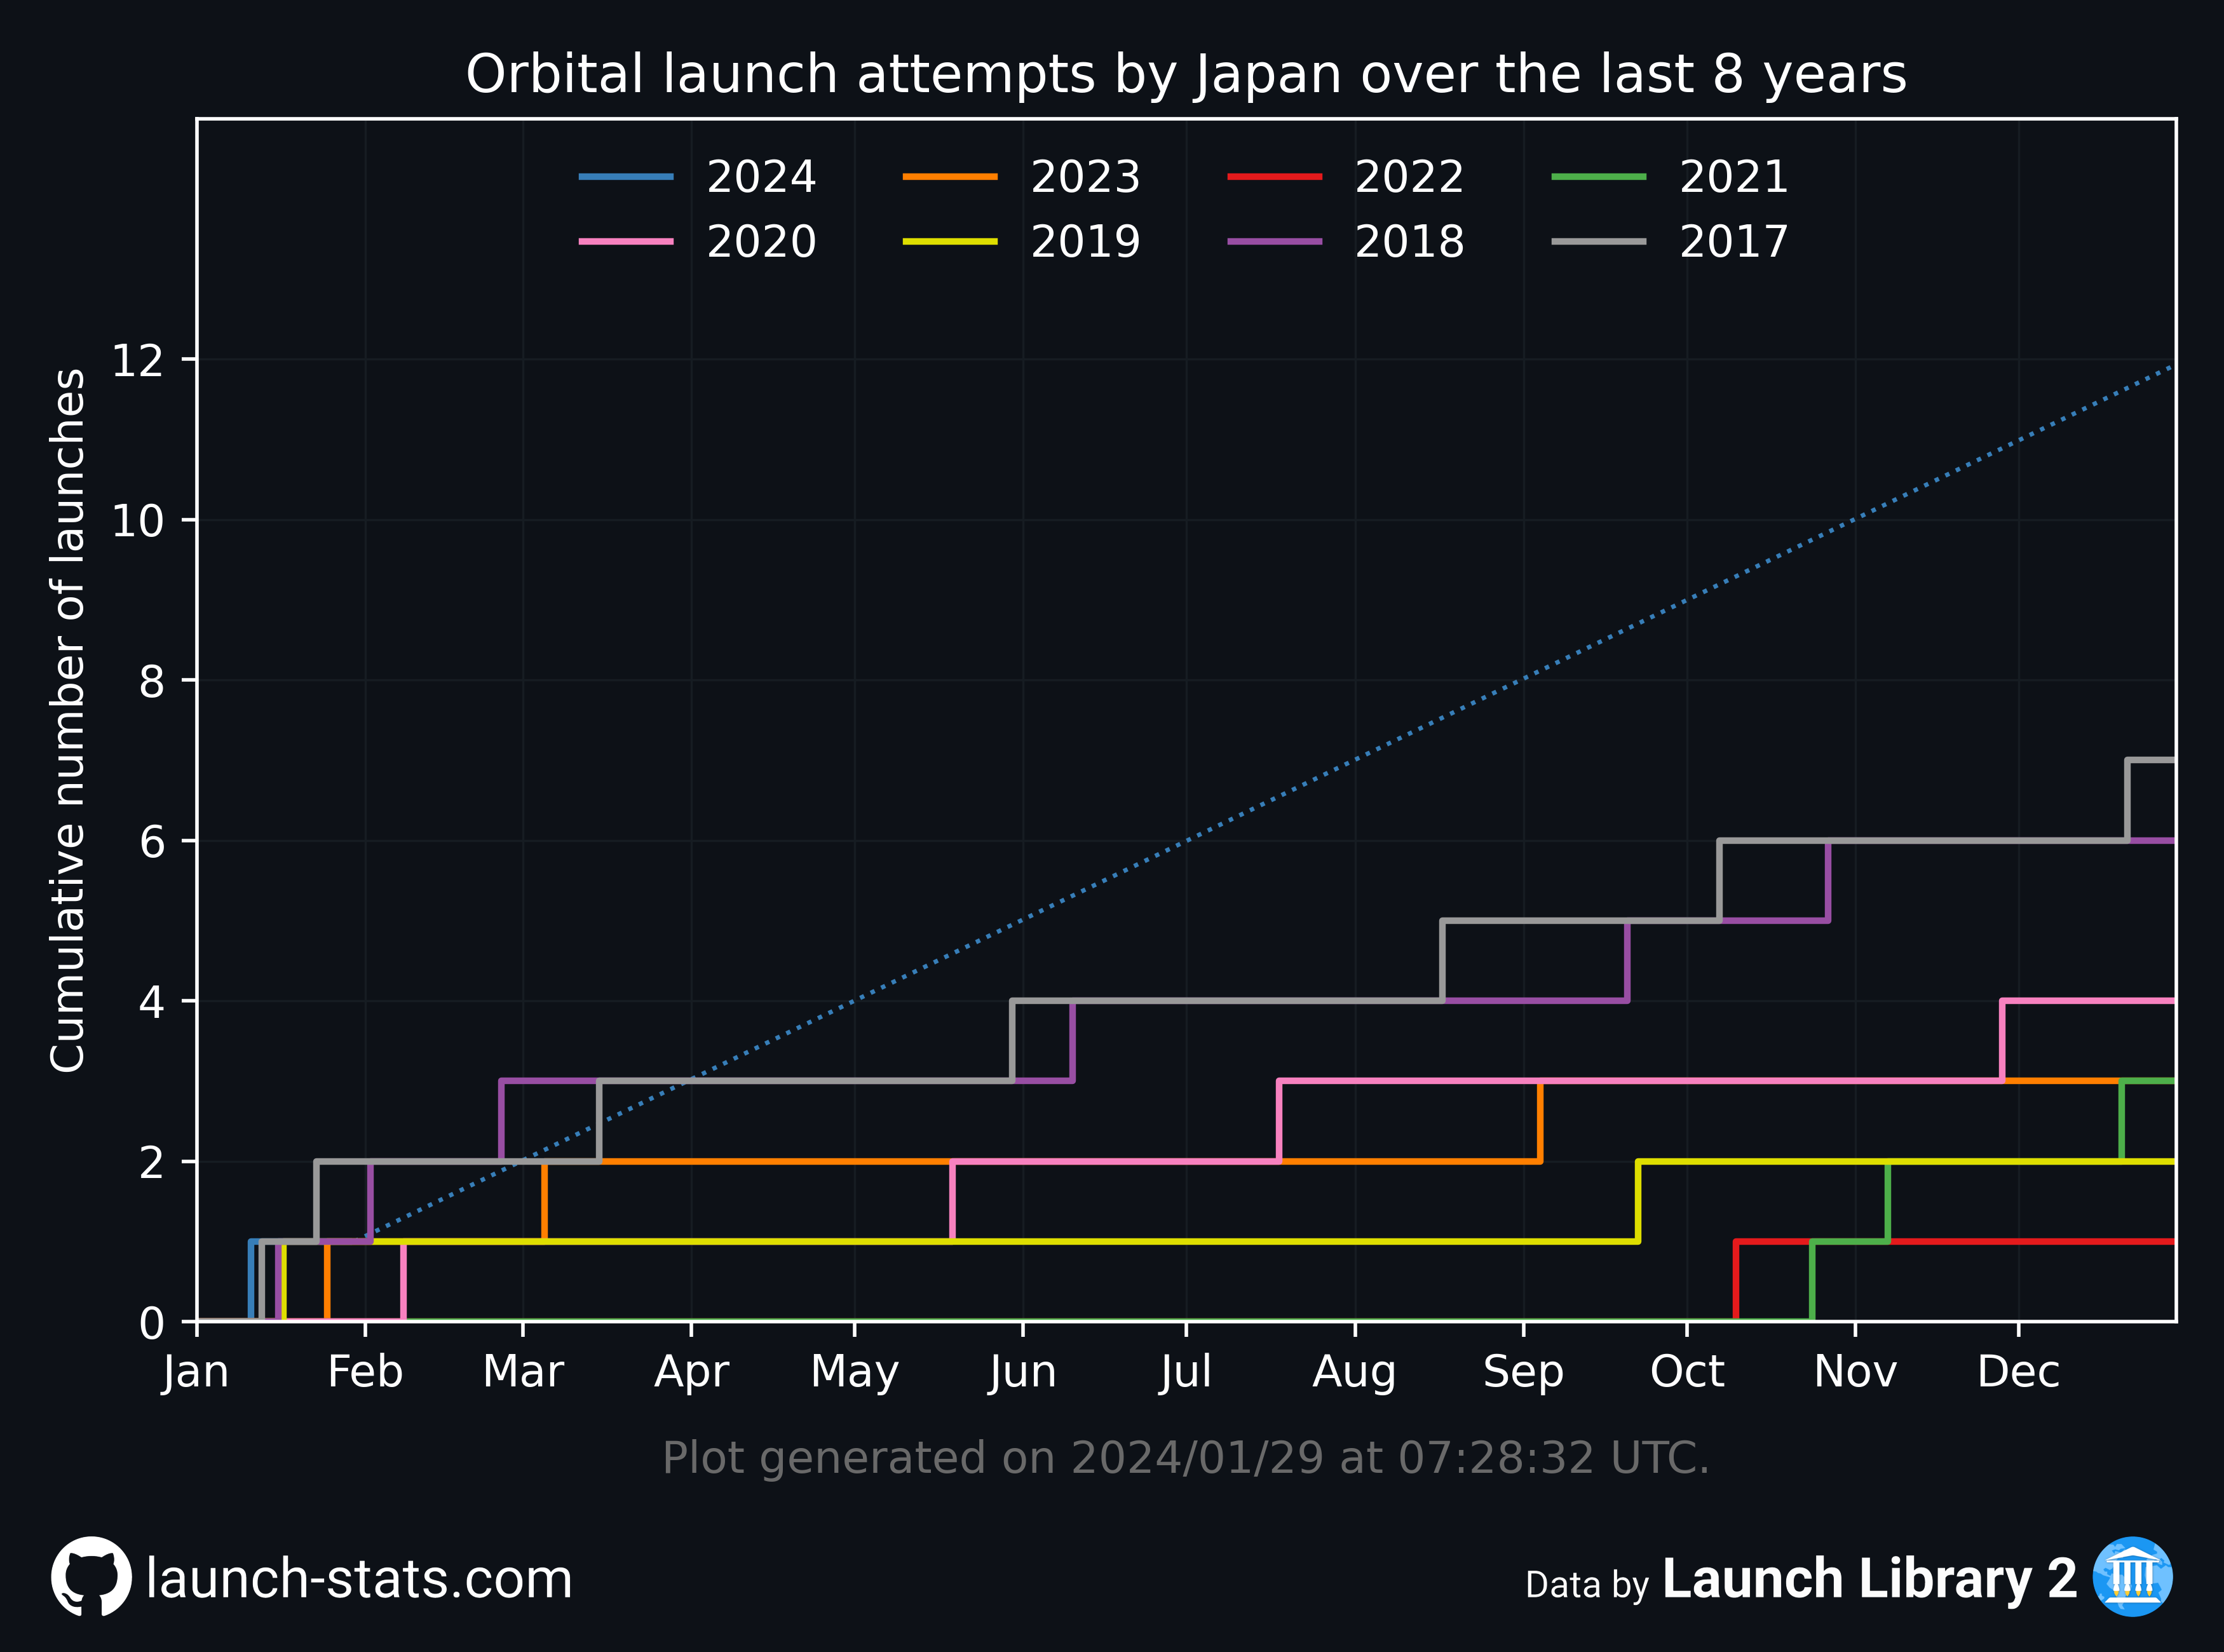 Orbital launch attempts by Japan over the last 8 years
2024 2023 2022 2021
2020 2019 2018 2017
Cumulative number of launches
12
10
8
6
4
2
0
Jan Feb Mar Apr May Jun Jul Aug Sep Oct Nov Dec
Plot generated on 2024/01/29 at 07:28:32 UTC.
launch-stats.com
Data by Launch Library 2